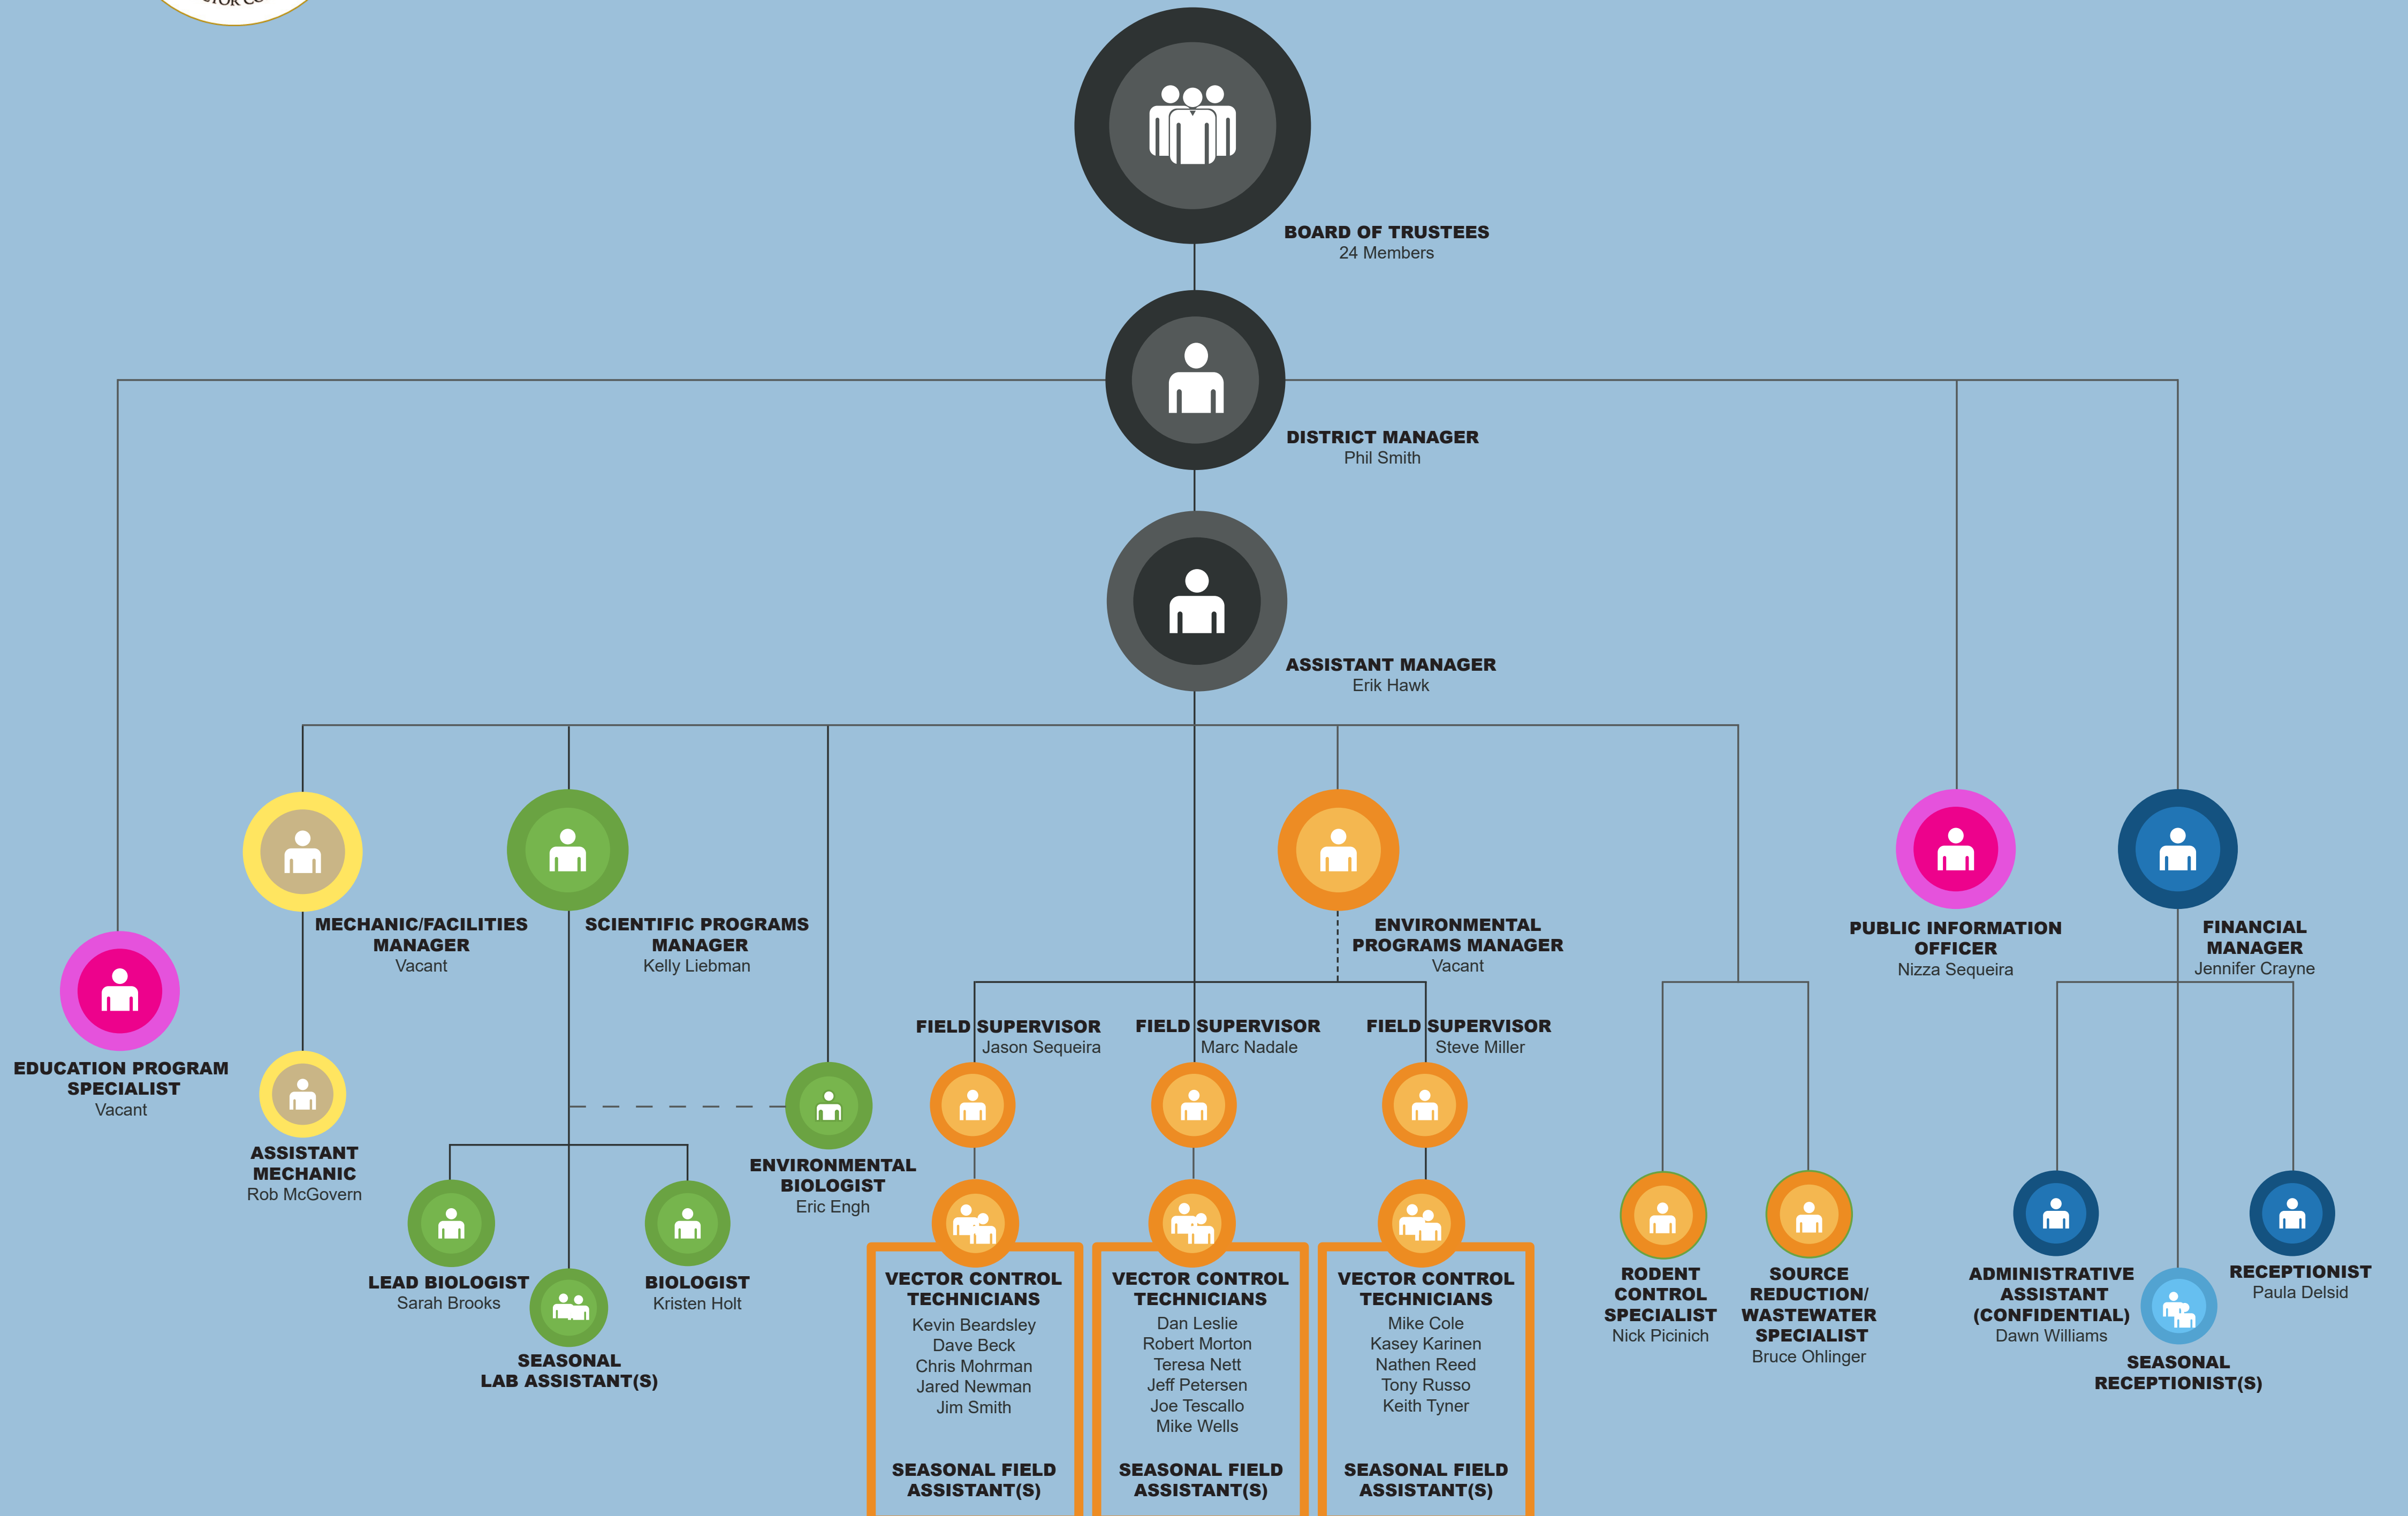 BOARD OF TRUSTEES
24 Members
DISTRICT MANAGER
Phil Smith
ASSISTANT MANAGER
Erik Hawk
EDUCATION PROGRAM
SPECIALIST
Vacant
MECHANIC/FACILITIES
MANAGER
Vacant
SCIENTIFIC PROGRAMS
MANAGER
Kelly Liebman
ENVIRONMENTAL
PROGRAMS MANAGER
Vacant
PUBLIC INFORMATION
OFFICER
Nizza Sequeira
FINANCIAL
MANAGER
Jennifer Crayne
FIELD SUPERVISOR
Jason Sequeira
FIELD SUPERVISOR
Marc Nadale
FIELD SUPERVISOR
Steve Miller
ASSISTANT
MECHANIC
Rob McGovern
ENVIRONMENTAL
BIOLOGIST
Eric Engh
LEAD BIOLOGIST
Sarah Brooks
SEASONAL
LAB ASSISTANT(S)
BIOLOGIST
Kristen Holt
VECTOR CONTROL
TECHNICIANS
Kevin Beardsley
Dave Beck
Chris Mohrman
Jared Newman
Jim Smith
SEASONAL FIELD
ASSISTANT(S)
VECTOR CONTROL
TECHNICIANS
Dan Leslie
Robert Morton
Teresa Nett
Jeff Petersen
Joe Tescallo
Mike Wells
SEASONAL FIELD
ASSISTANT(S)
VECTOR CONTROL
TECHNICIANS
Mike Cole
Kasey Karinen
Nathen Reed
Tony Russo
Keith Tyner
SEASONAL FIELD
ASSISTANT(S)
RODENT
CONTROL
SPECIALIST
Nick Picinich
SOURCE
REDUCTION/
WASTEWATER
SPECIALIST
Bruce Ohlinger
ADMINISTRATIVE
ASSISTANT
(CONFIDENTIAL)
Dawn Williams
SEASONAL
RECEPTIONIST(S)
RECEPTIONIST
Paula Delsid